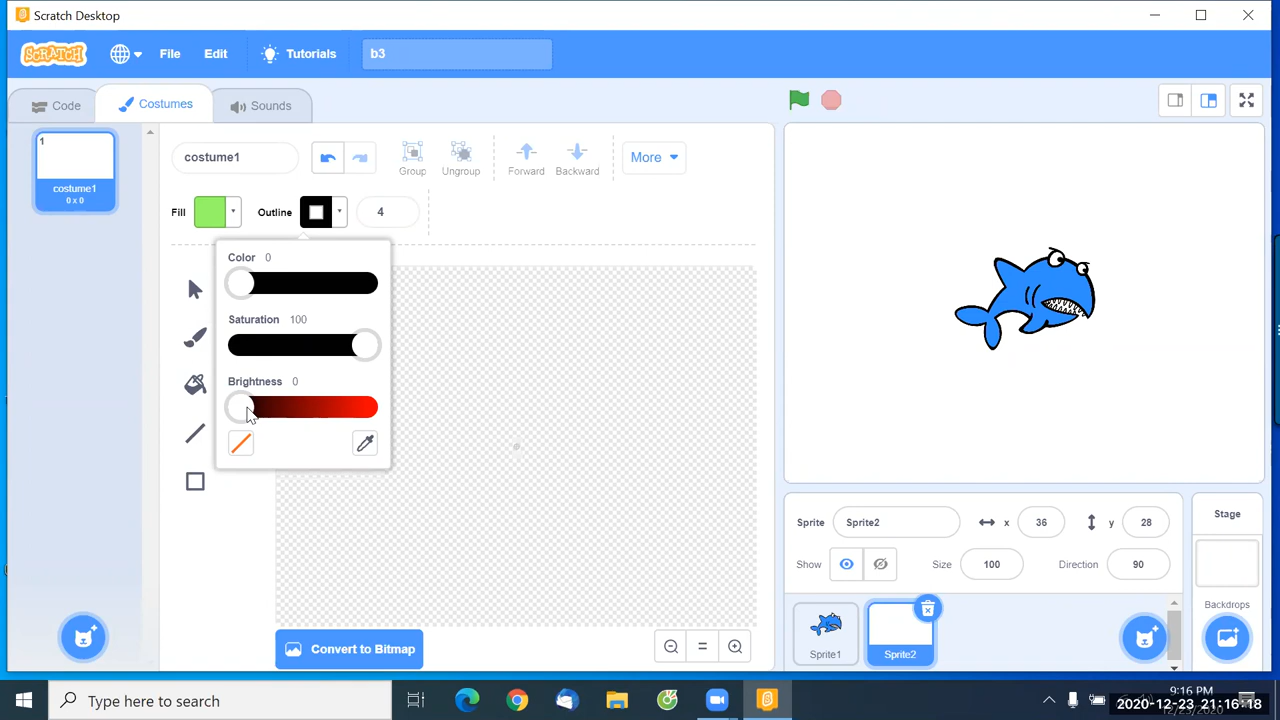 Scratch Desktop
SCRATCH File Edit Tutorials b3
Code Costumes Sounds
1
costume1
0 x 0
costume1 Group Ungroup Forward Backward More
Fill Outline 4
Color 0
Saturation 100
Brightness 0
Convert to Bitmap
Sprite Sprite2 x 36 y 28
Show Size 100 Direction 90
Sprite1
Sprite2
Stage
Backdrops
Type here to search
9:16 PM
2020-12-23 21:16:18
12/23/2020